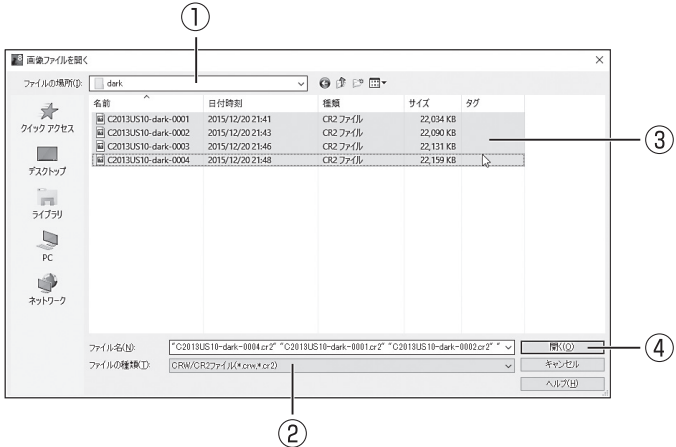 ①
画像ファイルを開く
ファイルの場所(I):
dark
名前
日付時刻
種類
サイズ
タグ
C2013US10-dark-0001
2015/12/20 21:41
CR2 ファイル
22,034 KB
C2013US10-dark-0002
2015/12/20 21:43
CR2 ファイル
22,090 KB
C2013US10-dark-0003
2015/12/20 21:46
CR2 ファイル
22,131 KB
C2013US10-dark-0004
2015/12/20 21:48
CR2 ファイル
22,159 KB
③
クイック アクセス
デスクトップ
ライブラリ
PC
ネットワーク
ファイル名(N):
"C2013US10-dark-0004.cr2" "C2013US10-dark-0001.cr2" "C2013US10-dark-0002.cr2" "
開く(O)
④
ファイルの種類(T):
CRW/CR2ファイル(*.crw,*.cr2)
キャンセル
ヘルプ(H)
②